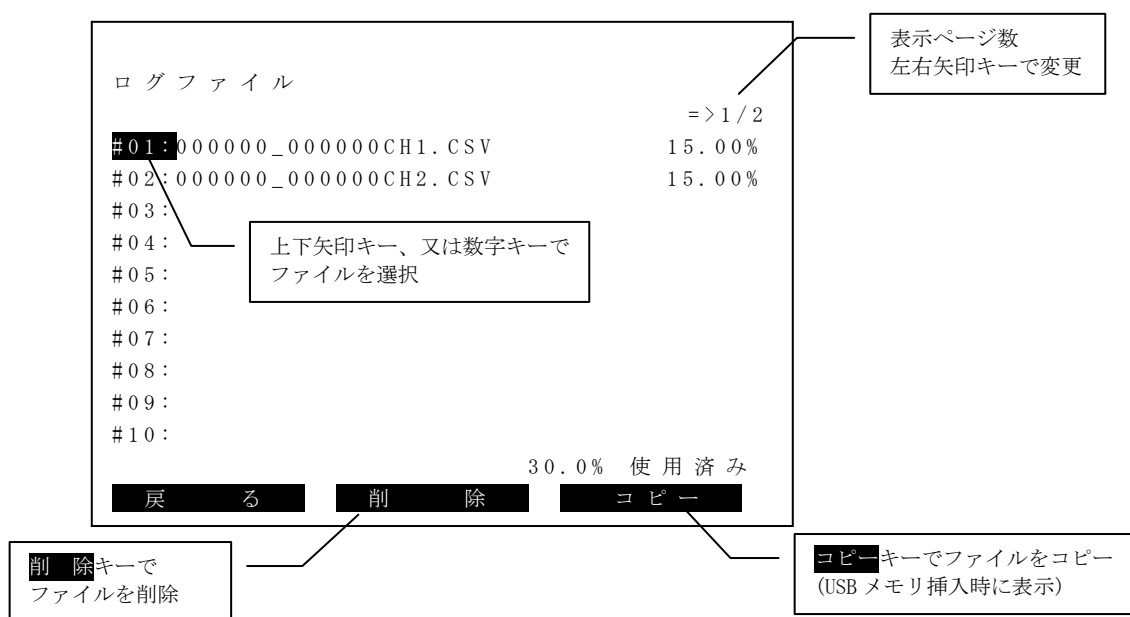 表示ページ数
左右矢印キーで変更
ログファイル
=>1/2
#01:000000_000000CH1.CSV 15.00%
#02:000000_000000CH2.CSV 15.00%
#03:
#04:
上下矢印キー、又は数字キーで
ファイルを選択
#05:
#06:
#07:
#08:
#09:
#10:
30.0% 使用済み
戻る 削除 コピー
削 除キーで
ファイルを削除
コピーキーでファイルをコピー
(USB メモリ挿入時に表示)